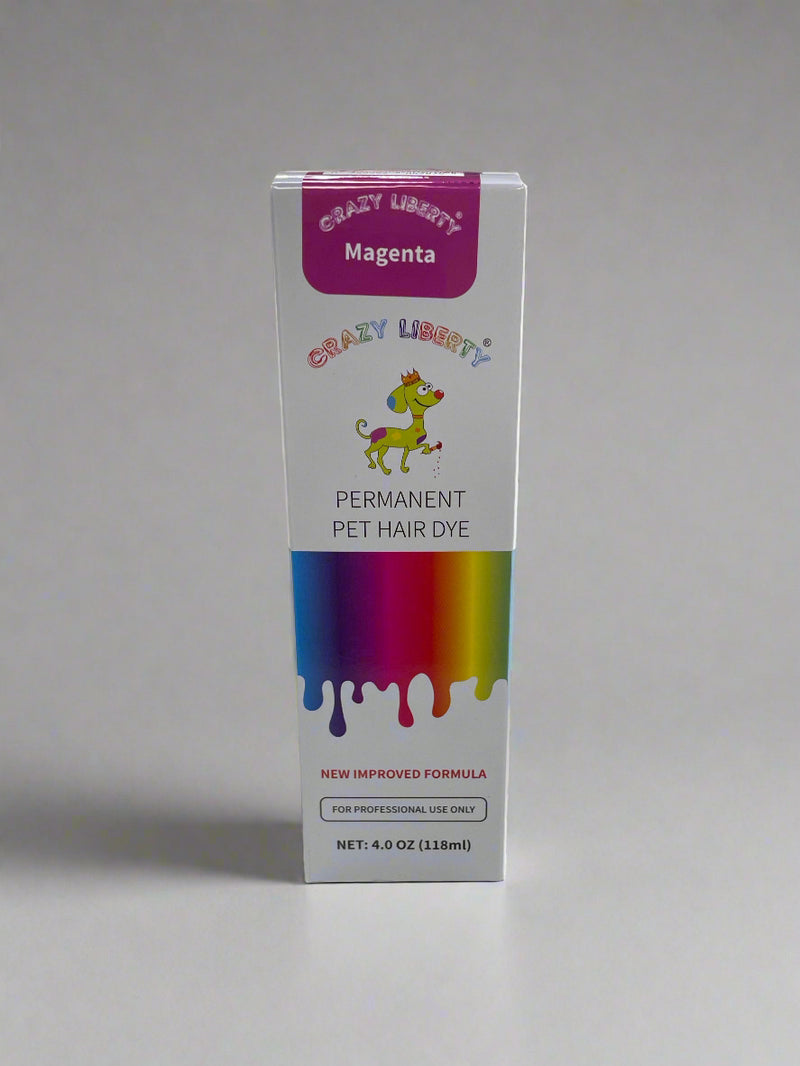 CRAZY LIBERTY®
Magenta
CRAZY LIBERTY®
PERMANENT
PET HAIR DYE
NEW IMPROVED FORMULA
FOR PROFESSIONAL USE ONLY
NET: 4.0 OZ (118ml)